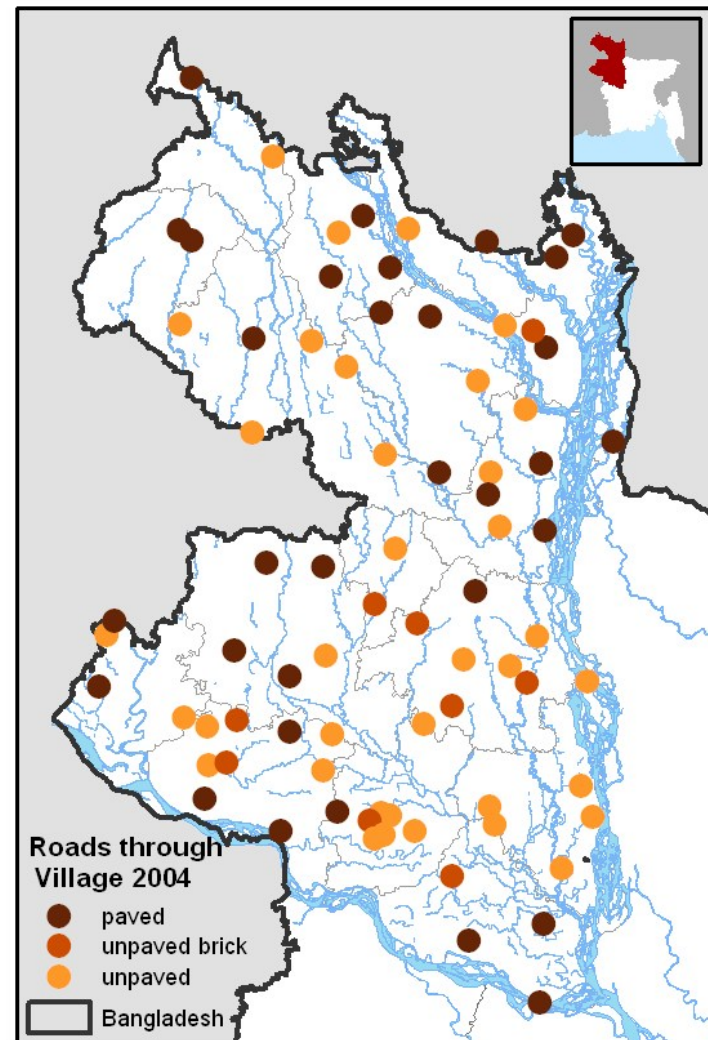 Roads through
Village 2004
paved
unpaved brick
unpaved
Bangladesh